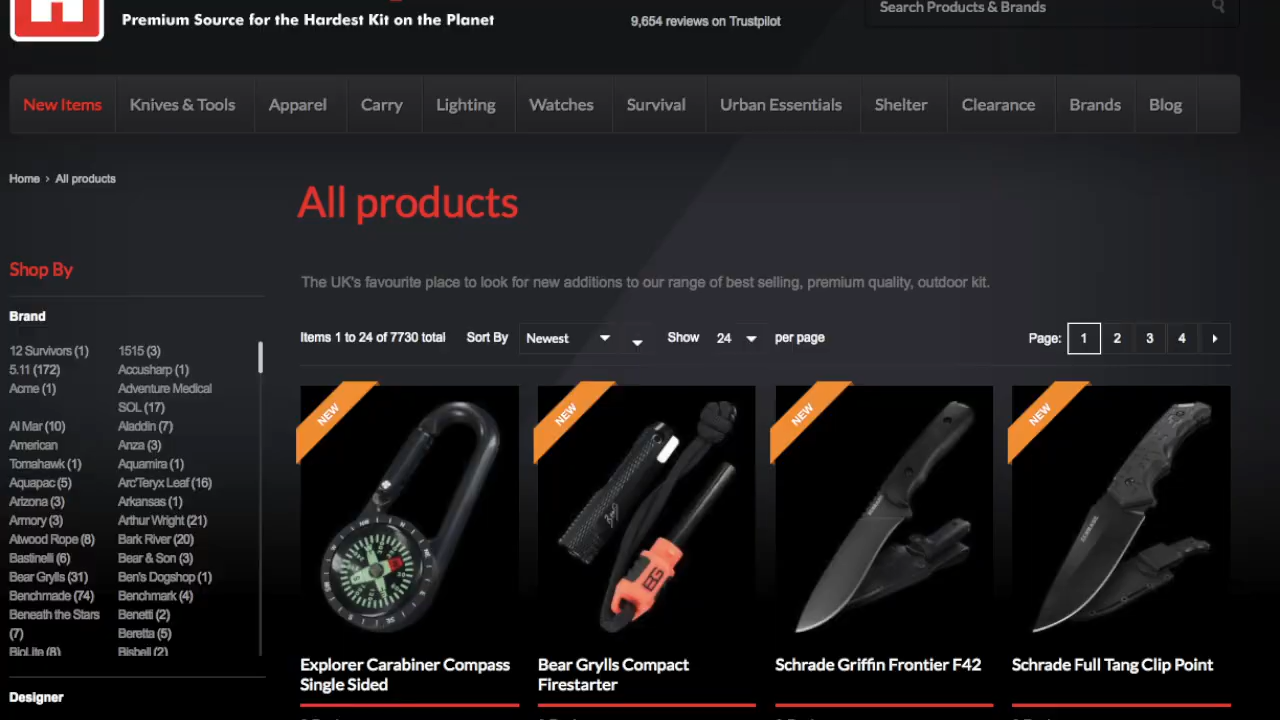 Premium Source for the Hardest Kit on the Planet
9,654 reviews on Trustpilot
Search Products & Brands
New Items
Knives & Tools
Apparel
Carry
Lighting
Watches
Survival
Urban Essentials
Shelter
Clearance
Brands
Blog
Home › All products
All products
Shop By
The UK's favourite place to look for new additions to our range of best selling, premium quality, outdoor kit.
Brand
Items 1 to 24 of 7730 total
Sort By
Newest
Show
24
per page
Page:
1
2
3
4
12 Survivors (1)
1515 (3)
5.11 (172)
Accusharp (1)
Acme (1)
Adventure Medical
SOL (17)
Al Mar (10)
Aladdin (7)
American
Tomahawk (1)
Anza (3)
Aquamira (1)
Aquapac (5)
Arc'Teryx Leaf (16)
Arizona (3)
Arkansas (1)
Armory (3)
Arthur Wright (21)
Atwood Rope (8)
Bark River (20)
Bastinelli (6)
Bear & Son (3)
Bear Grylls (31)
Ben's Dogshop (1)
Benchmade (74)
Benchmark (4)
Beneath the Stars
(7)
Benetti (2)
Beretta (5)
BioLite (8)
Bisbell (2)
Designer
NEW
NEW
NEW
NEW
BG
Explorer Carabiner Compass
Single Sided
Bear Grylls Compact
Firestarter
Schrade Griffin Frontier F42
Schrade Full Tang Clip Point